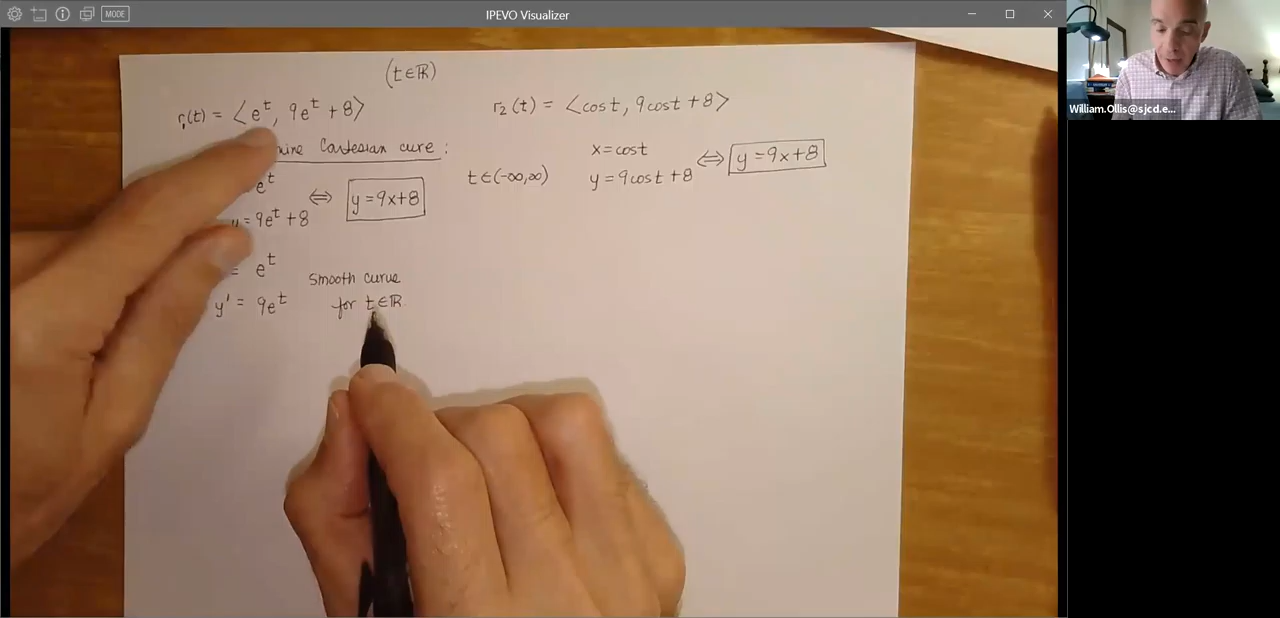 MODE
IPEVO Visualizer
William.Ollis@sjcd.e...
(t∈ℝ)
r₁(t) = ⟨e^t, 9e^t + 8⟩
r₂(t) = ⟨cost, 9cost + 8⟩
Cartesian cure :
e^t
y = 9e^t + 8
⇔ y = 9x+8
t∈(-∞,∞)
x = cost
y = 9cost + 8
⇔ y = 9x+8
= e^t
y' = 9e^t
Smooth curve
for t∈ℝ